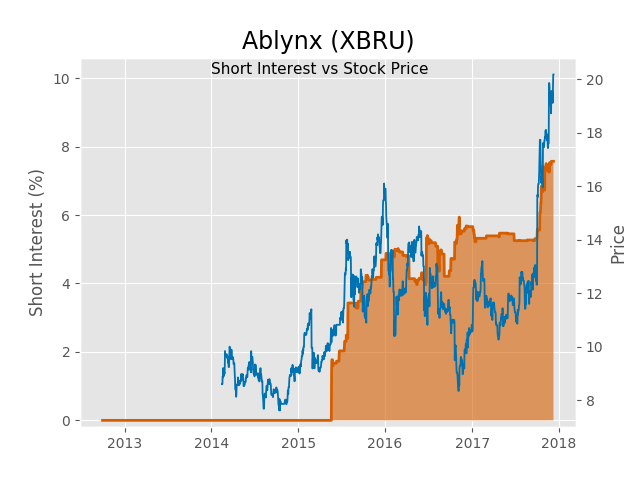 Ablynx (XBRU)
Short Interest vs Stock Price
10
8
6
4
2
0
Short Interest (%)
20
18
16
14
12
10
8
Price
2013 2014 2015 2016 2017 2018